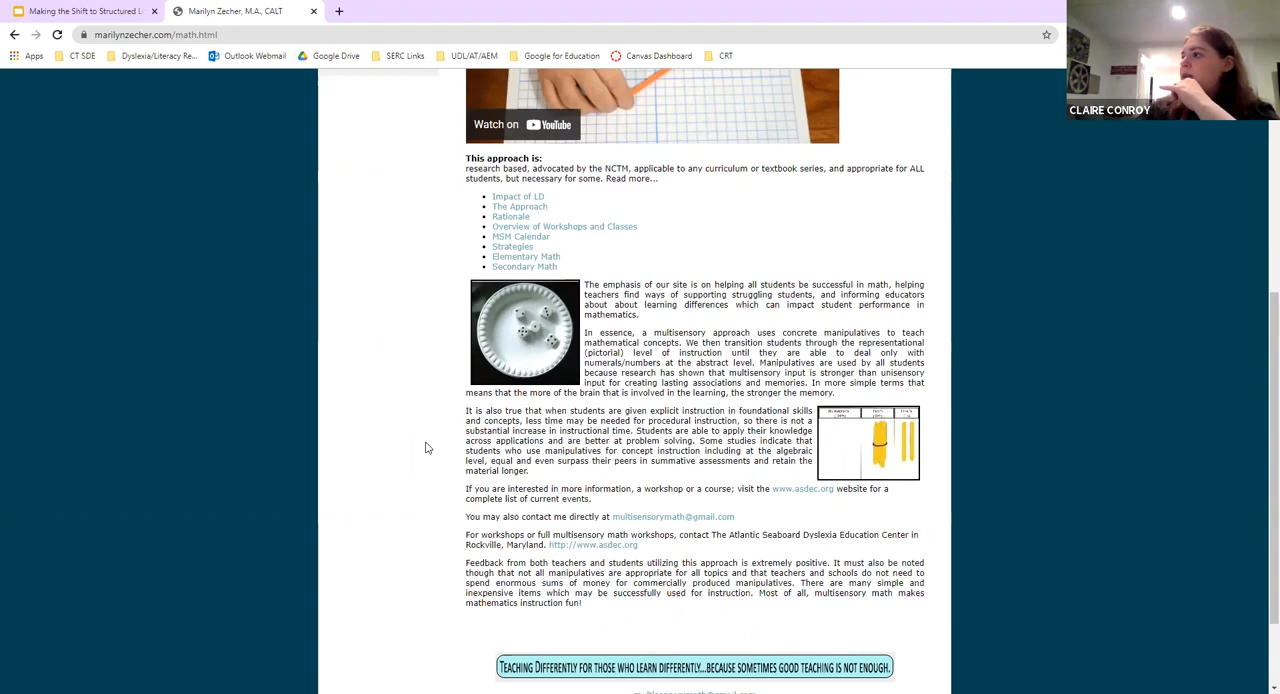 Making the Shift to Structured Li
Marilyn Zecher, M.A., CALT
marilynzecher.com/math.html
Apps
CT SDE
Dyslexia/Literacy Re...
Outlook Webmail
Google Drive
SERC Links
UDL/AT/AEM
Google for Education
Canvas Dashboard
CRT
CLAIRE CONROY
Watch on YouTube
This approach is:
research based, advocated by the NCTM, applicable to any curriculum or textbook series, and appropriate for ALL
students, but necessary for some. Read more...
Impact of LD
The Approach
Rationale
Overview of Workshops and Classes
MSM Calendar
Strategies
Elementary Math
Secondary Math
The emphasis of our site is on helping all students be successful in math, helping
teachers find ways of supporting struggling students, and informing educators
about about learning differences which can impact student performance in
mathematics.
In essence, a multisensory approach uses concrete manipulatives to teach
mathematical concepts. We then transition students through the representational
(pictorial) level of instruction until they are able to deal only with
numerals/numbers at the abstract level. Manipulatives are used by all students
because research has shown that multisensory input is stronger than unisensory
input for creating lasting associations and memories. In more simple terms that
means that the more of the brain that is involved in the learning, the stronger the memory.
It is also true that when students are given explicit instruction in foundational skills
and concepts, less time may be needed for procedural instruction, so there is not a
substantial increase in instructional time. Students are able to apply their knowledge
across applications and are better at problem solving. Some studies indicate that
students who use manipulatives for concept instruction including at the algebraic
level, equal and even surpass their peers in summative assessments and retain the
material longer.
If you are interested in more information, a workshop or a course; visit the www.asdec.org website for a
complete list of current events.
You may also contact me directly at multisensorymath@gmail.com
For workshops or full multisensory math workshops, contact The Atlantic Seaboard Dyslexia Education Center in
Rockville, Maryland. http://www.asdec.org
Feedback from both teachers and students utilizing this approach is extremely positive. It must also be noted
though that not all manipulatives are appropriate for all topics and that teachers and schools do not need to
spend enormous sums of money for commercially produced manipulatives. There are many simple and
inexpensive items which may be successfully used for instruction. Most of all, multisensory math makes
mathematics instruction fun!
TEACHING DIFFERENTLY FOR THOSE WHO LEARN DIFFERENTLY...BECAUSE SOMETIMES GOOD TEACHING IS NOT ENOUGH.
multisensorymath@gmail.com